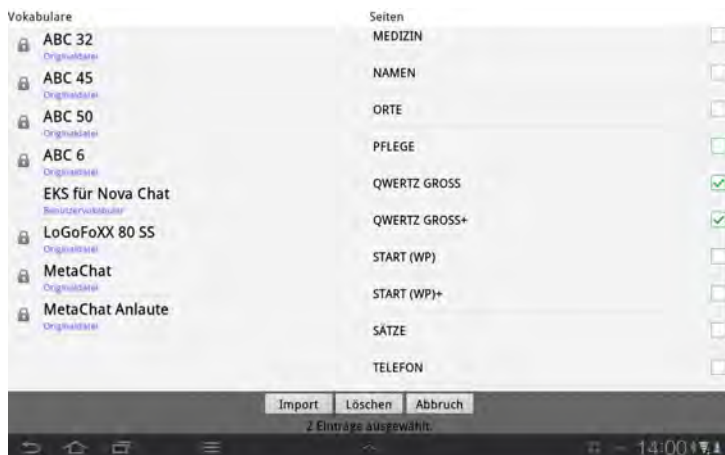 Vokabulare
ABC 32
Originaldatei
ABC 45
Originaldatei
ABC 50
Originaldatei
ABC 6
Originaldatei
EKS für Nova Chat
Benutzervokabular
LoGoFoXX 80 SS
Originaldatei
MetaChat
Originaldatei
MetaChat Anlaute
Originaldatei
Seiten
MEDIZIN
NAMEN
ORTE
PFLEGE
QWERTZ GROSS
QWERTZ GROSS+
START (WP)
START (WP)+
SÄTZE
TELEFON
Import Löschen Abbruch
2 Einträge ausgewählt.
14:00